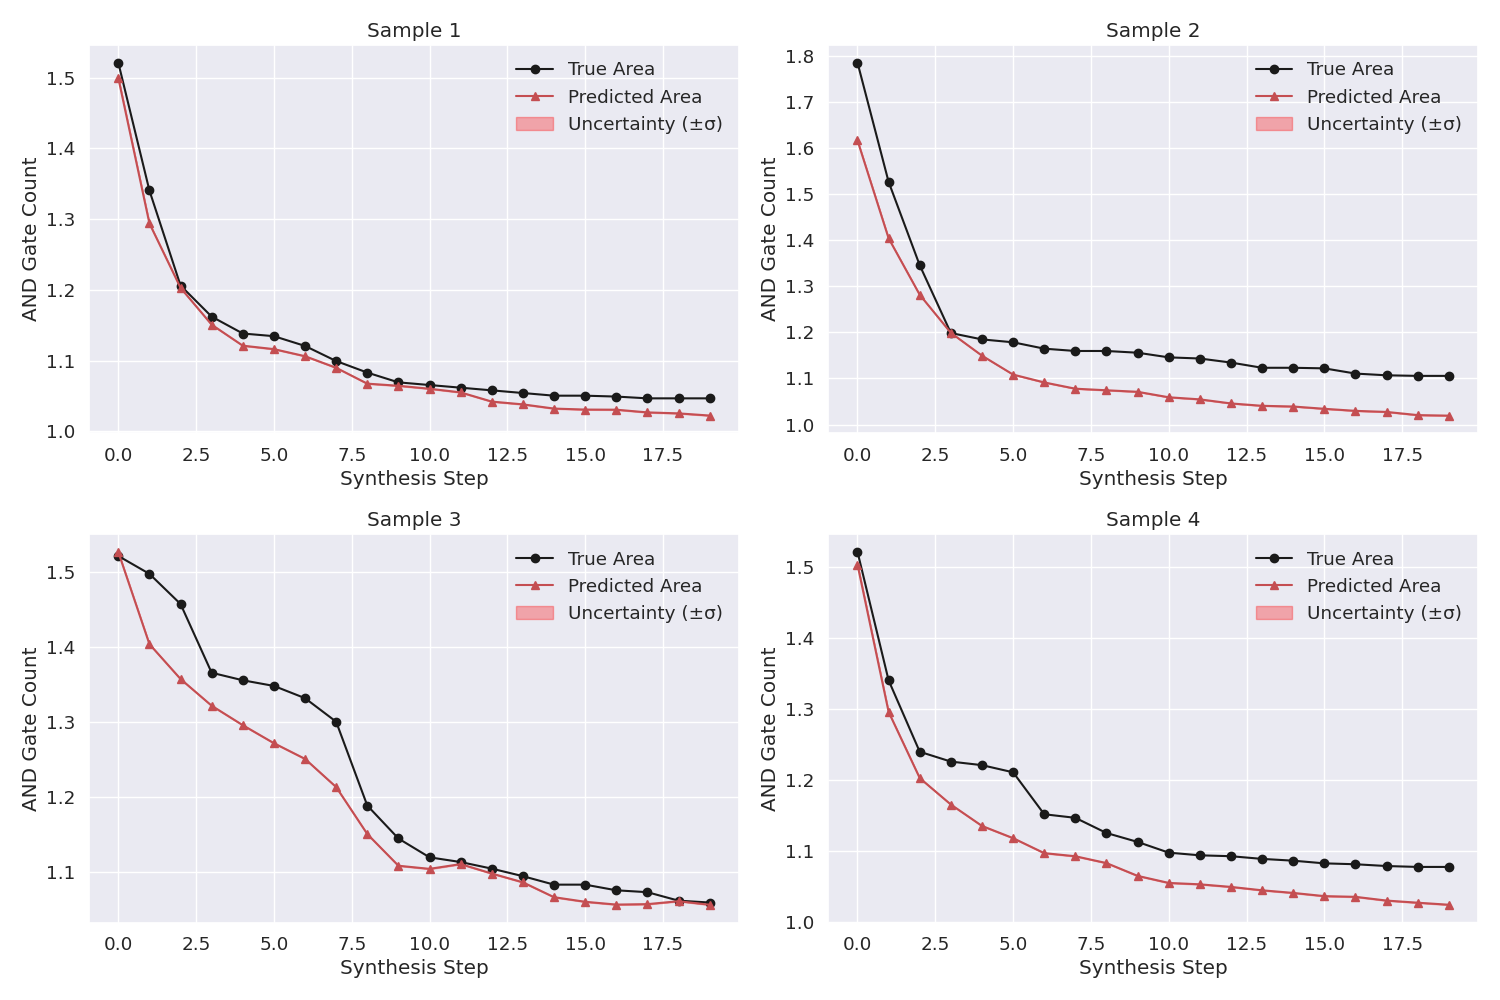 Sample 1
True Area
Predicted Area
Uncertainty (±σ)
AND Gate Count
1.5
1.4
1.3
1.2
1.1
1.0
0.0 2.5 5.0 7.5 10.0 12.5 15.0 17.5
Synthesis Step
Sample 2
True Area
Predicted Area
Uncertainty (±σ)
AND Gate Count
1.8
1.7
1.6
1.5
1.4
1.3
1.2
1.1
1.0
0.0 2.5 5.0 7.5 10.0 12.5 15.0 17.5
Synthesis Step
Sample 3
True Area
Predicted Area
Uncertainty (±σ)
AND Gate Count
1.5
1.4
1.3
1.2
1.1
0.0 2.5 5.0 7.5 10.0 12.5 15.0 17.5
Synthesis Step
Sample 4
True Area
Predicted Area
Uncertainty (±σ)
AND Gate Count
1.5
1.4
1.3
1.2
1.1
1.0
0.0 2.5 5.0 7.5 10.0 12.5 15.0 17.5
Synthesis Step